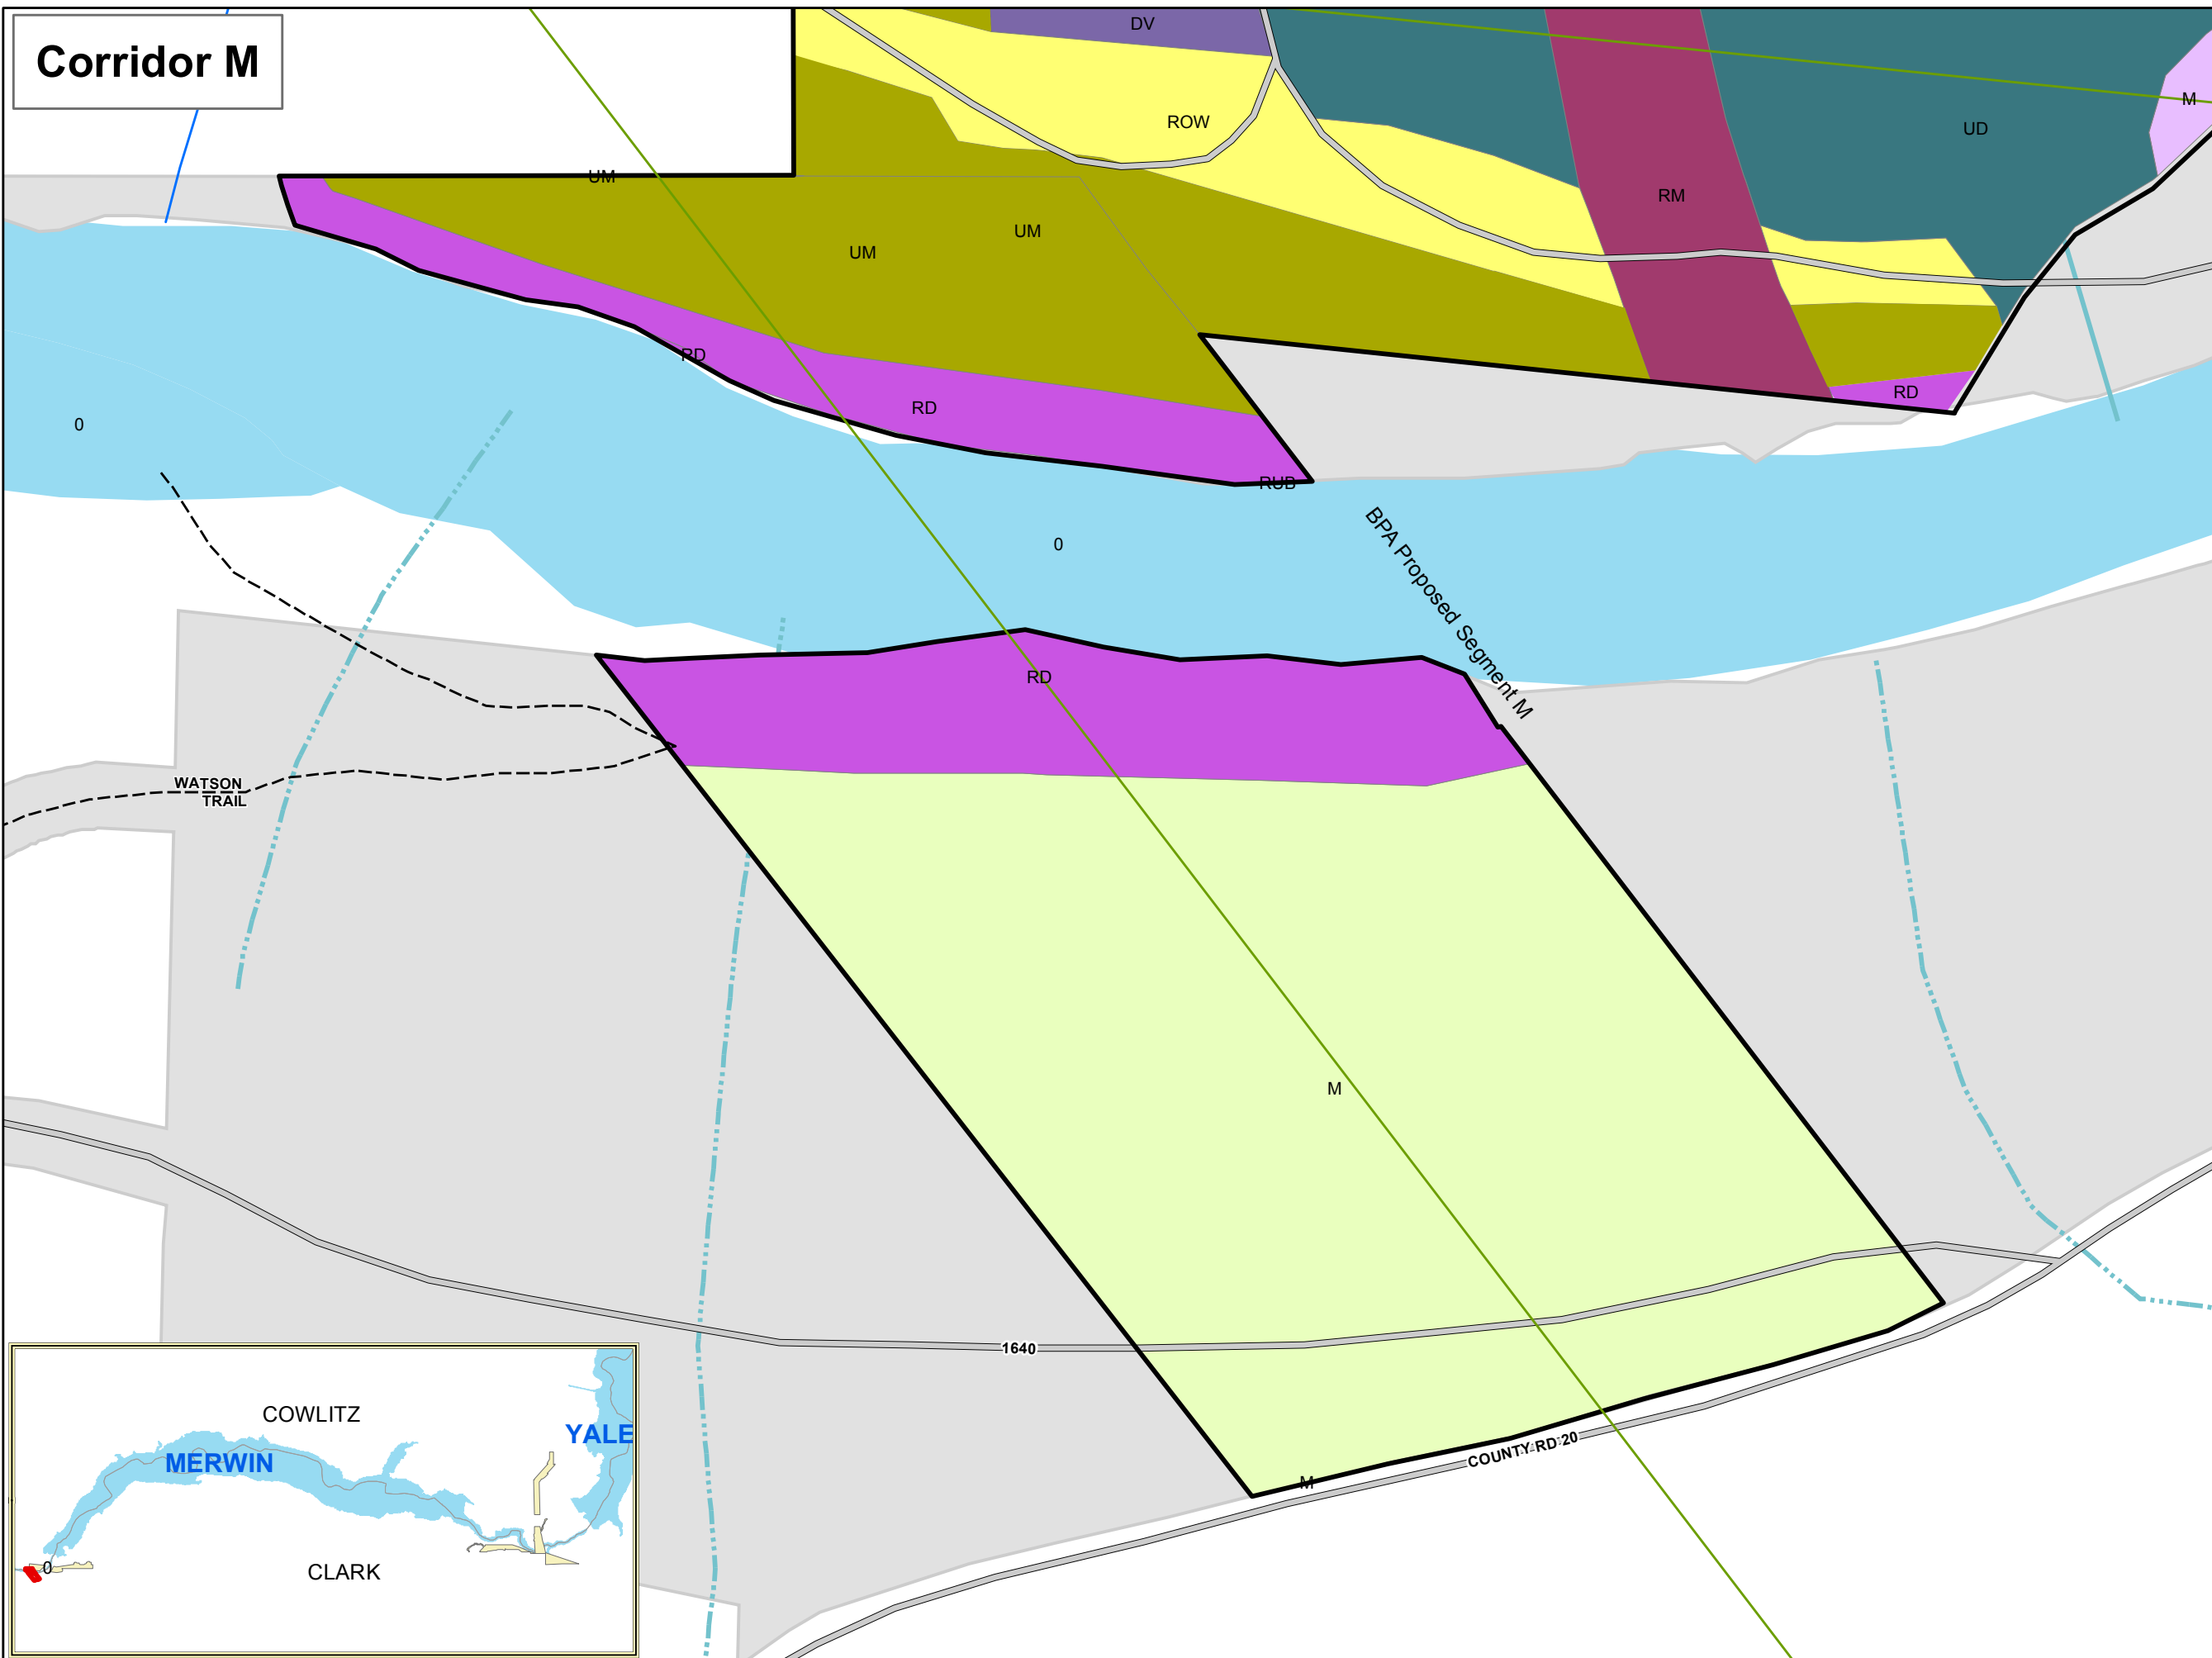 Corridor M
DV
M
ROW
UD
UM
RM
UM
UM
RD
RD
RD
0
RUB
0
BPA Proposed Segment M
RD
WATSON
TRAIL
M
1640
COUNTY RD 20
M
COWLITZ
YALE
MERWIN
0
CLARK